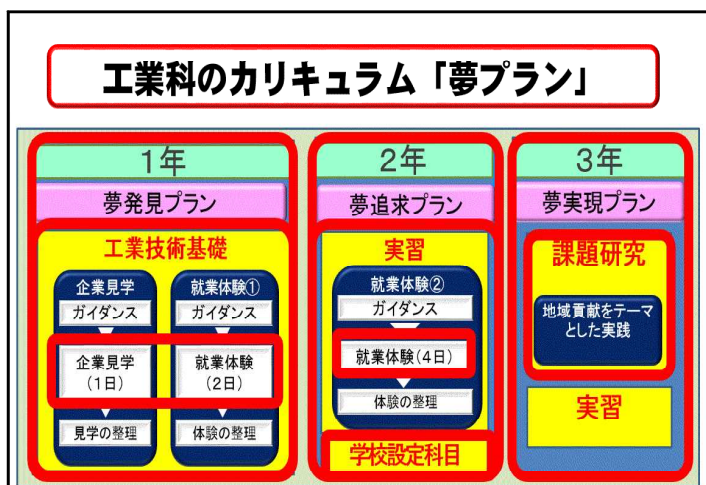 工業科のカリキュラム「夢プラン」
1年
夢発見プラン
工業技術基礎
企業見学
ガイダンス
企業見学
(1日)
見学の整理
就業体験①
ガイダンス
就業体験
(2日)
体験の整理
2年
夢追求プラン
実習
就業体験②
ガイダンス
就業体験(4日)
体験の整理
学校設定科目
3年
夢実現プラン
課題研究
地域貢献をテーマ
とした実践
実習